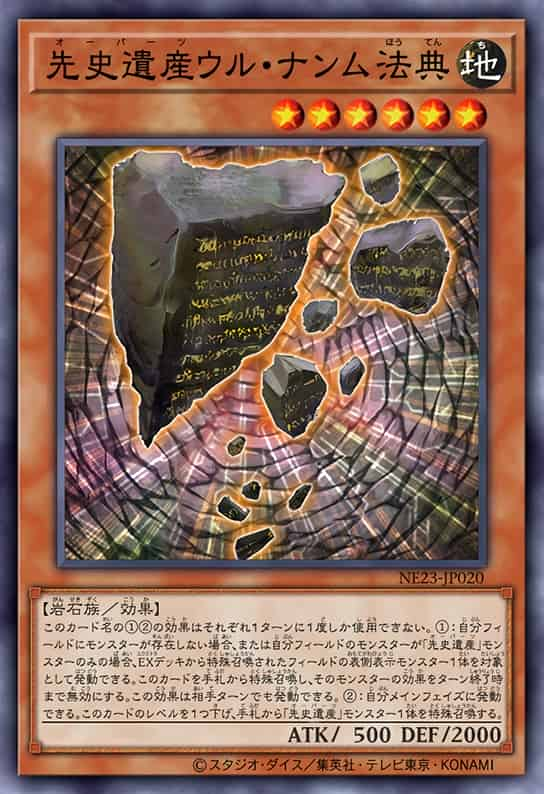 先史遺産ウル・ナンム法典
地
NE23-JP020
【岩石族／効果】
このカード名の①②の効果はそれぞれ1ターンに1度しか使用できない。①：自分フィ
ールドにモンスターが存在しない場合、または自分フィールドのモンスターが「先史遺産」モン
スターのみの場合、EXデッキから特殊召喚されたフィールドの表側表示モンスター1体を対象
として発動できる。このカードを手札から特殊召喚し、そのモンスターの効果をターン終了時
まで無効にする。この効果は相手ターンでも発動できる。②：自分メインフェイズに発動
できる。このカードのレベルを1つ下げ、手札から「先史遺産」モンスター1体を特殊召喚する。
ATK/ 500 DEF/2000
©スタジオ・ダイス／集英社・テレビ東京・KONAMI